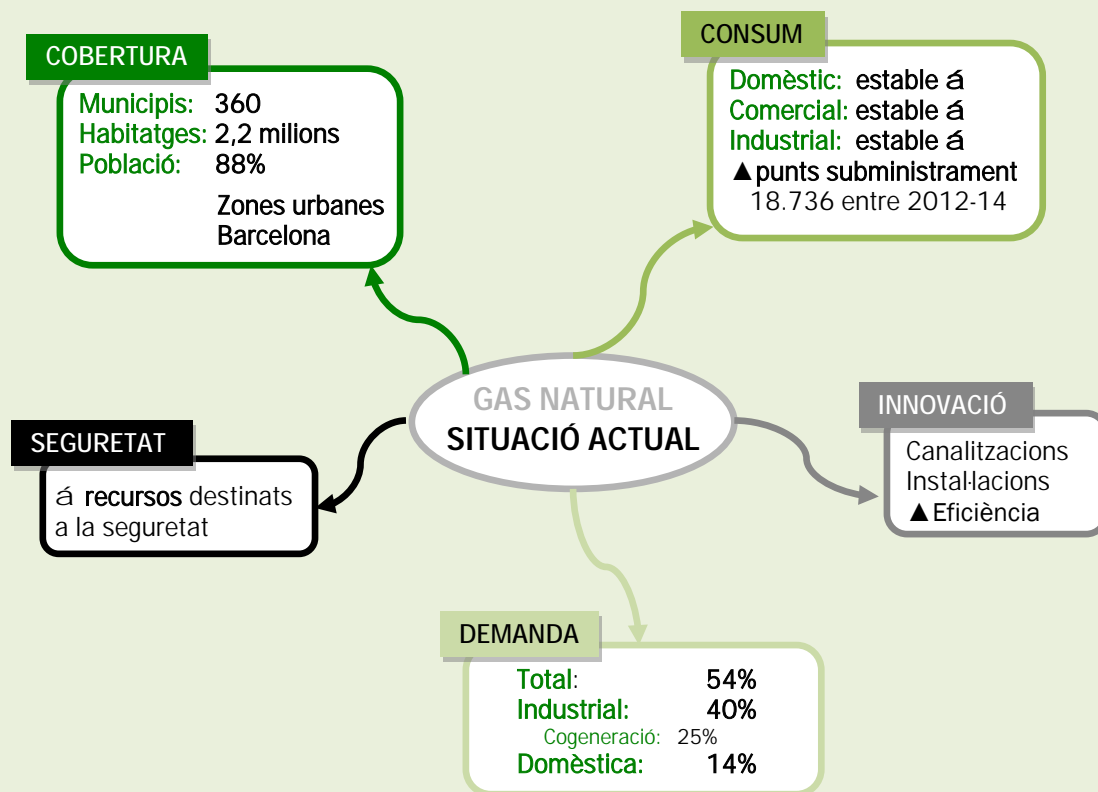 COBERTURA
Municipis: 360
Habitatges: 2,2 milions
Població: 88%
Zones urbanes
Barcelona
CONSUM
Domèstic: estable á
Comercial: estable á
Industrial: estable á
▲punts subministrament
18.736 entre 2012-14
GAS NATURAL
SITUACIÓ ACTUAL
SEGURETAT
á recursos destinats
a la seguretat
INNOVACIÓ
Canalitzacions
Instal·lacions
▲Eficiència
DEMANDA
Total: 54%
Industrial: 40%
Cogeneració: 25%
Domèstica: 14%